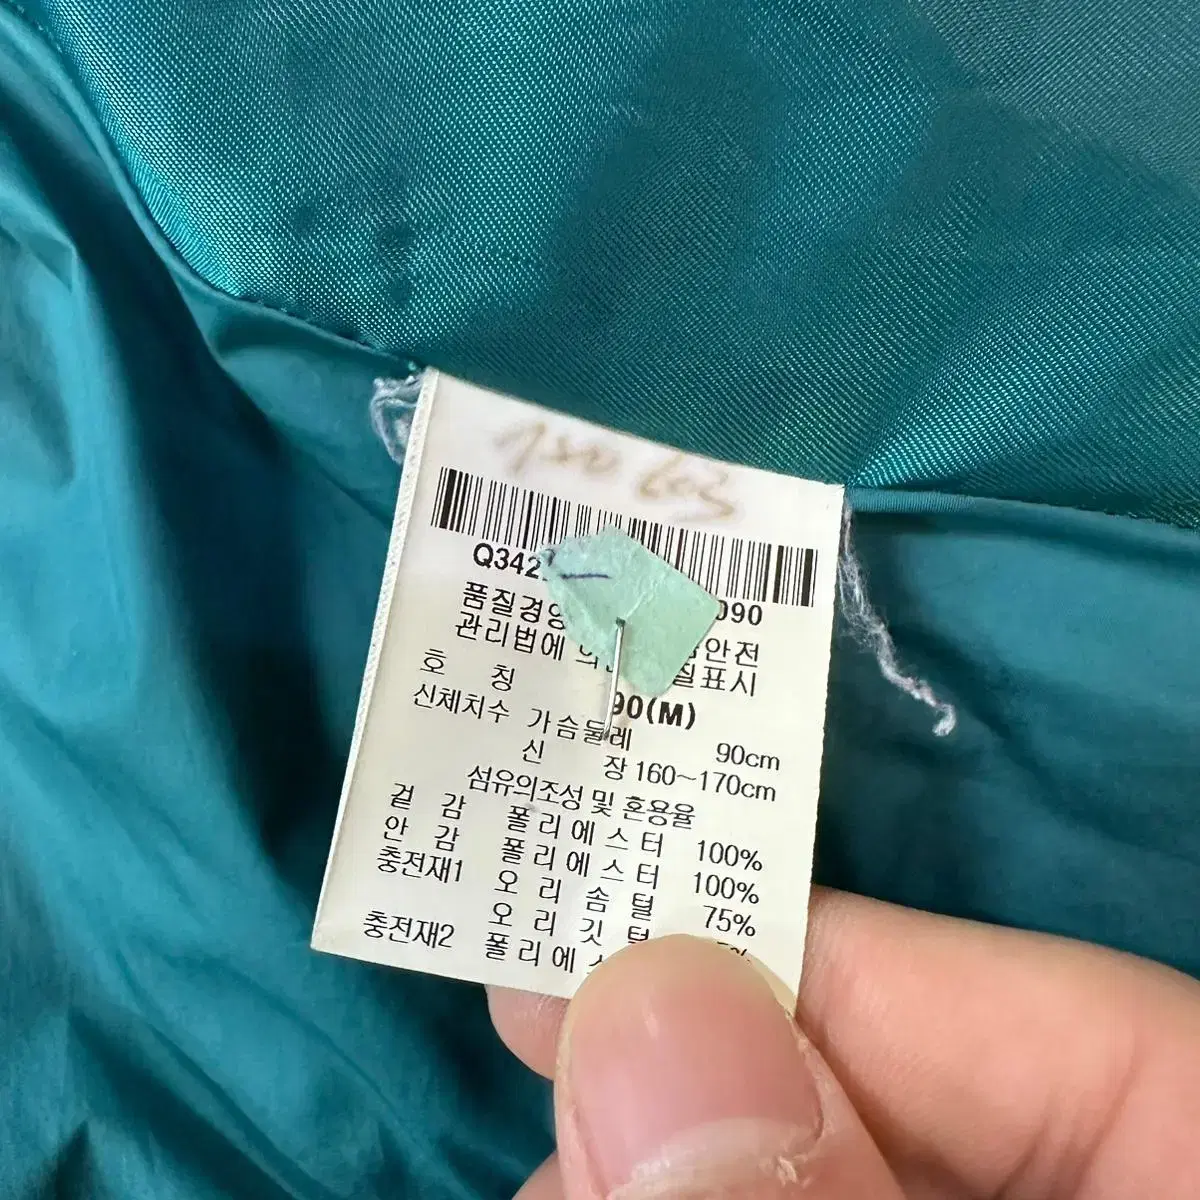 Q342
090
품질경영 안전
관리법에 질표시
호 칭 90(M)
신체치수 가슴둘레 90cm
신 장 160~170cm
섬유의조성 및 혼용율
겉 감 폴리에스터 100%
안 감 폴리에스터 100%
충전재1 오리솜털 75%
오리깃털
충전재2 폴리에스